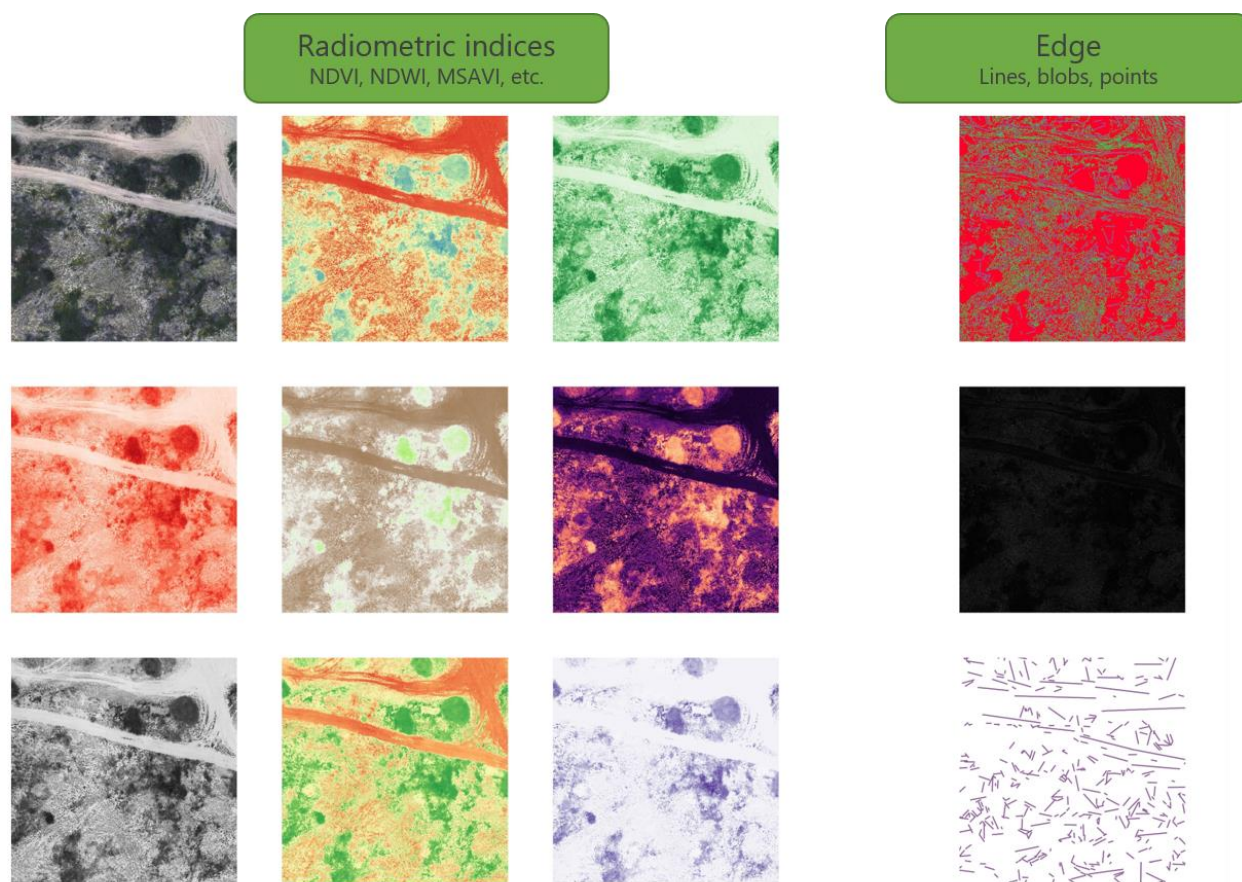 Radiometric indices
NDVI, NDWI, MSAVI, etc.
Edge
Lines, blobs, points